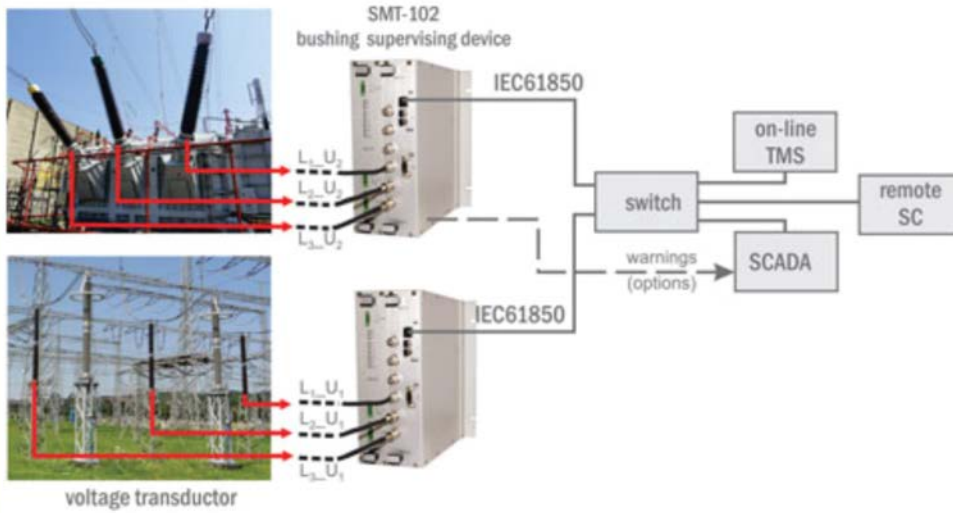 SMT-102
bushing supervising device
IEC61850
L₁_U₂
L₂_U₂
L₃_U₂
on-line
TMS
switch
remote
SC
warnings
(options)
SCADA
IEC61850
L₁_U₁
L₂_U₁
L₃_U₁
voltage transductor